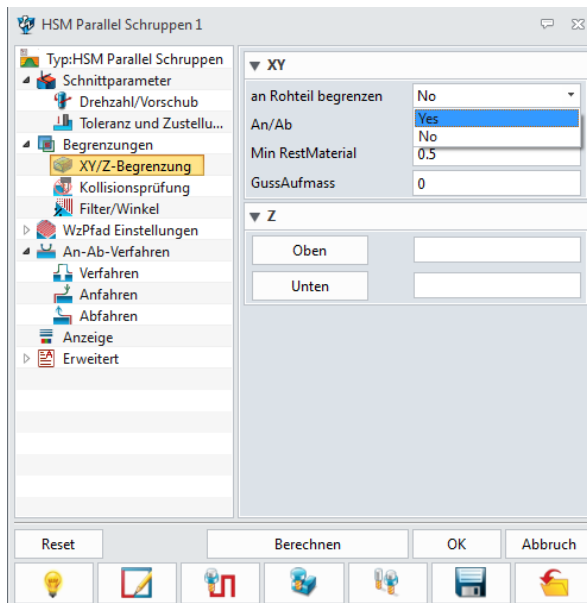 HSM Parallel Schruppen 1
Typ:HSM Parallel Schruppen
Schnittparameter
Drehzahl/Vorschub
Toleranz und Zustellu...
Begrenzungen
XY/Z-Begrenzung
Kollisionsprüfung
Filter/Winkel
WzPfad Einstellungen
An-Ab-Verfahren
Verfahren
Anfahren
Abfahren
Anzeige
Erweitert
XY
an Rohteil begrenzen No
Yes
An/Ab
No
Min RestMaterial 0.5
GussAufmass 0
Z
Oben
Unten
Reset Berechnen OK Abbruch